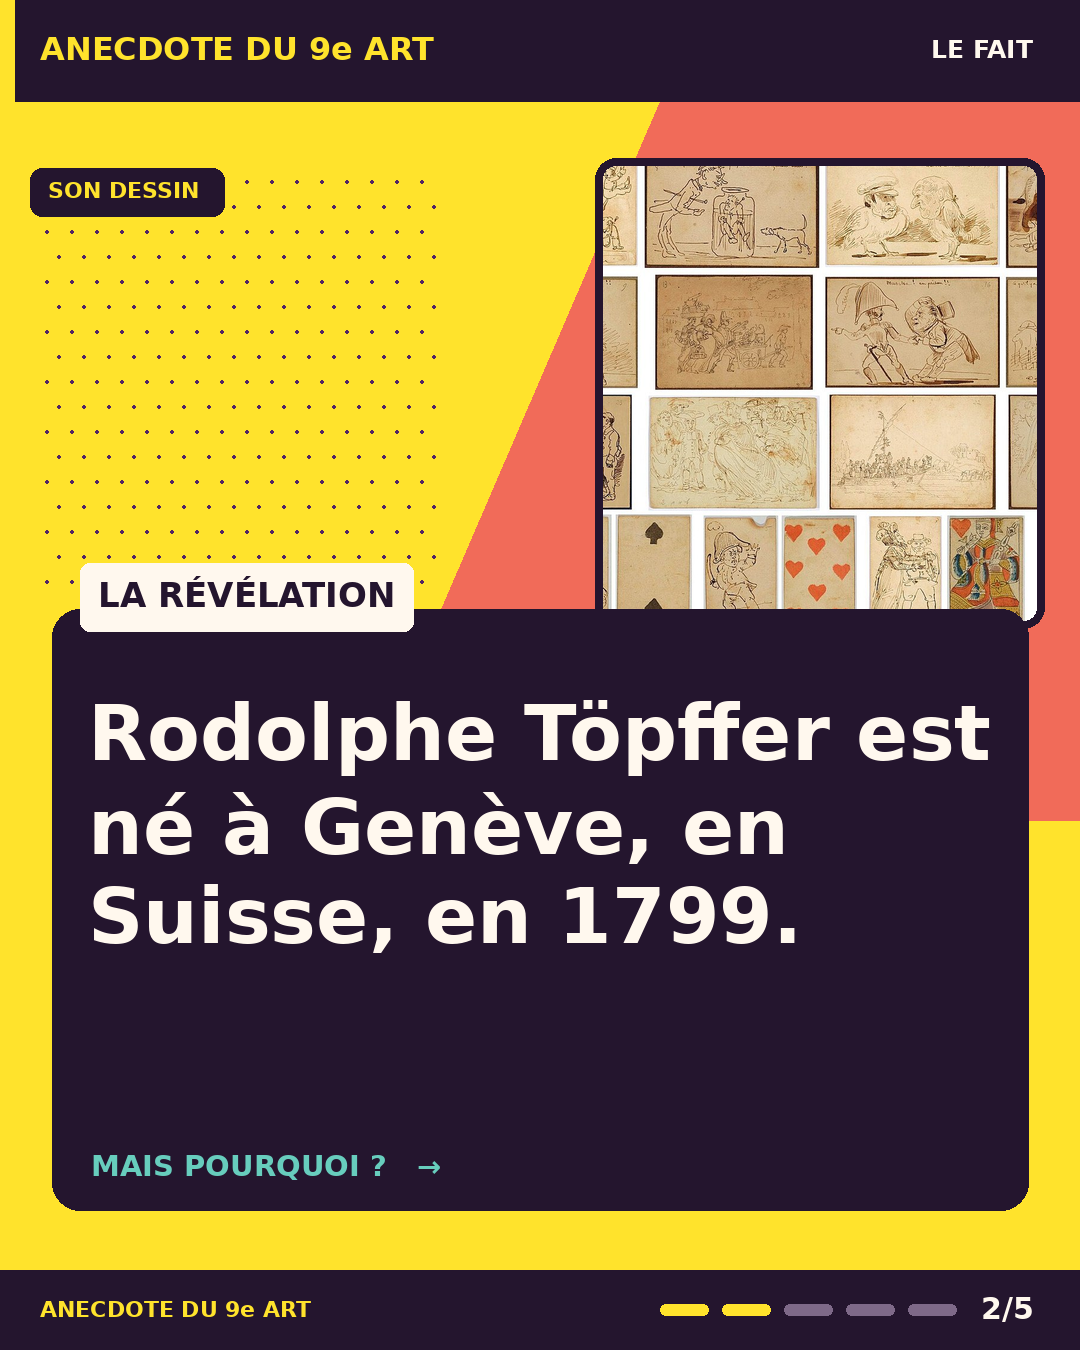 ANECDOTE DU 9e ART
LE FAIT
SON DESSIN
LA RÉVÉLATION
Rodolphe Töpffer est
né à Genève, en
Suisse, en 1799.
MAIS POURQUOI ? →
ANECDOTE DU 9e ART
2/5